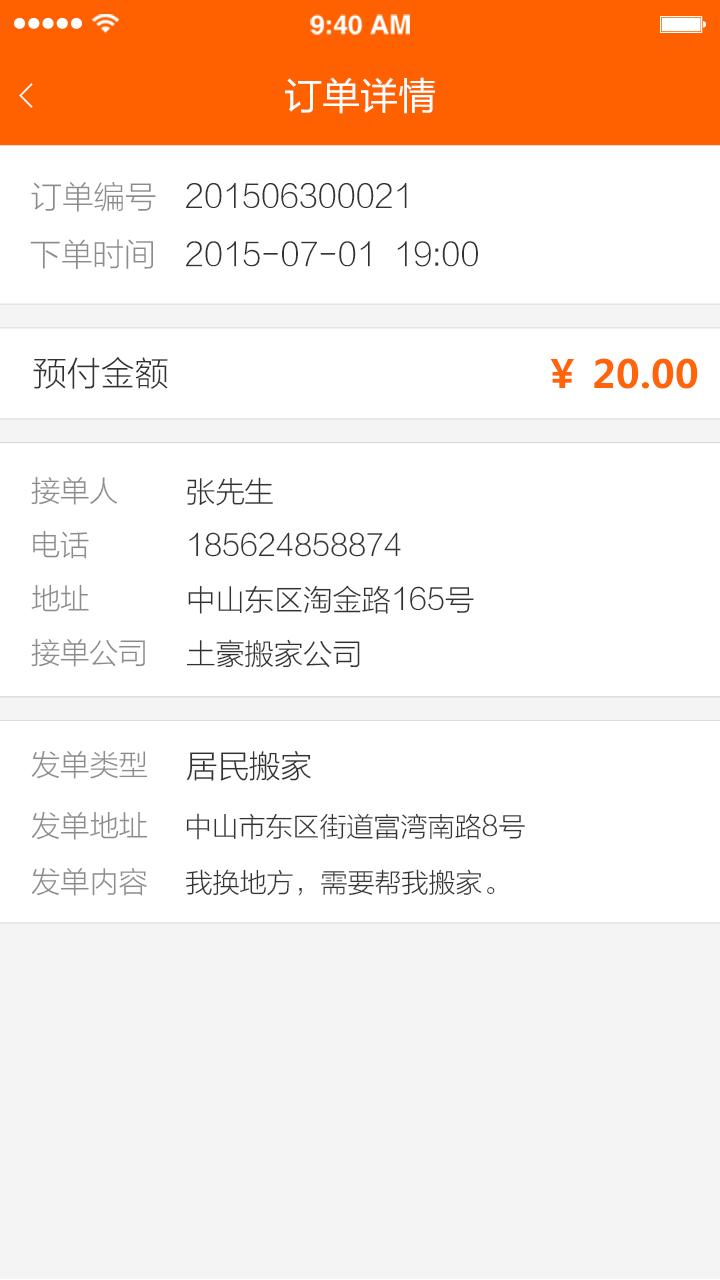 9:40 AM
订单详情
订单编号 201506300021
下单时间 2015-07-01 19:00
预付金额 ¥ 20.00
接单人 张先生
电话 185624858874
地址 中山东区淘金路165号
接单公司 土豪搬家公司
发单类型 居民搬家
发单地址 中山市东区街道富湾南路8号
发单内容 我换地方，需要帮我搬家。